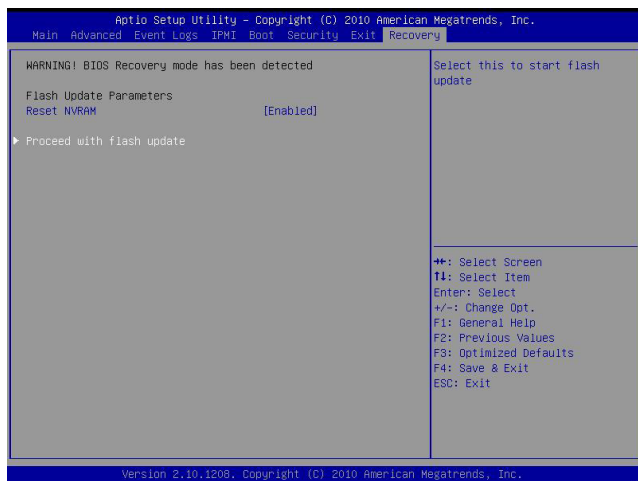 Aptio Setup Utility – Copyright (C) 2010 American Megatrends, Inc.
Main Advanced Event Logs IPMI Boot Security Exit Recovery
WARNING! BIOS Recovery mode has been detected
Flash Update Parameters
Reset NVRAM [Enabled]
▶ Proceed with flash update
Select this to start flash
update
→←: Select Screen
↑↓: Select Item
Enter: Select
+/-: Change Opt.
F1: General Help
F2: Previous Values
F3: Optimized Defaults
F4: Save & Exit
ESC: Exit
Version 2.10.1208. Copyright (C) 2010 American Megatrends, Inc.